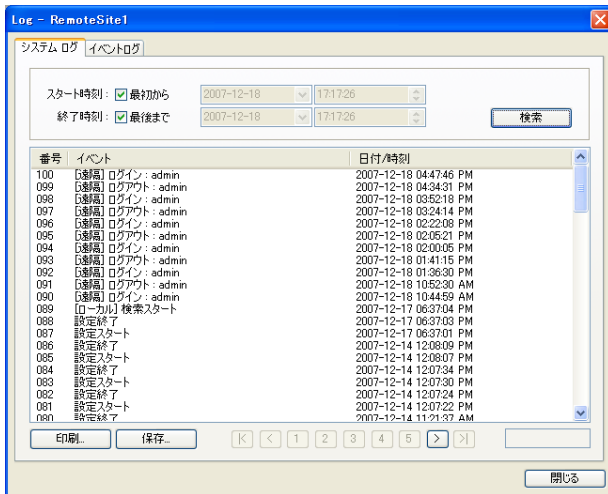 Log - RemoteSite1
システム ログ イベントログ
スタート時刻 : 最初から 2007-12-18 17:17:26
終了時刻 : 最後まで 2007-12-18 17:17:26
検索
番号 イベント 日付/時刻
100 [遠隔] ログイン : admin 2007-12-18 04:47:46 PM
099 [遠隔] ログアウト : admin 2007-12-18 04:34:31 PM
098 [遠隔] ログイン : admin 2007-12-18 03:52:18 PM
097 [遠隔] ログアウト : admin 2007-12-18 03:24:14 PM
096 [遠隔] ログイン : admin 2007-12-18 02:22:08 PM
095 [遠隔] ログアウト : admin 2007-12-18 02:05:21 PM
094 [遠隔] ログイン : admin 2007-12-18 02:00:05 PM
093 [遠隔] ログアウト : admin 2007-12-18 01:41:15 PM
092 [遠隔] ログイン : admin 2007-12-18 01:36:30 PM
091 [遠隔] ログアウト : admin 2007-12-18 10:52:30 AM
090 [遠隔] ログイン : admin 2007-12-18 10:44:59 AM
089 [ローカル] 検索スタート 2007-12-17 06:37:04 PM
088 設定終了 2007-12-17 06:37:03 PM
087 設定スタート 2007-12-17 06:37:01 PM
086 設定終了 2007-12-14 12:08:09 PM
085 設定スタート 2007-12-14 12:08:07 PM
084 設定終了 2007-12-14 12:07:34 PM
083 設定スタート 2007-12-14 12:07:30 PM
082 設定終了 2007-12-14 12:07:24 PM
081 設定スタート 2007-12-14 12:07:22 PM
080 設定終了 2007-12-14 11:21:37 AM
印刷... 保存... 1 2 3 4 5
閉じる